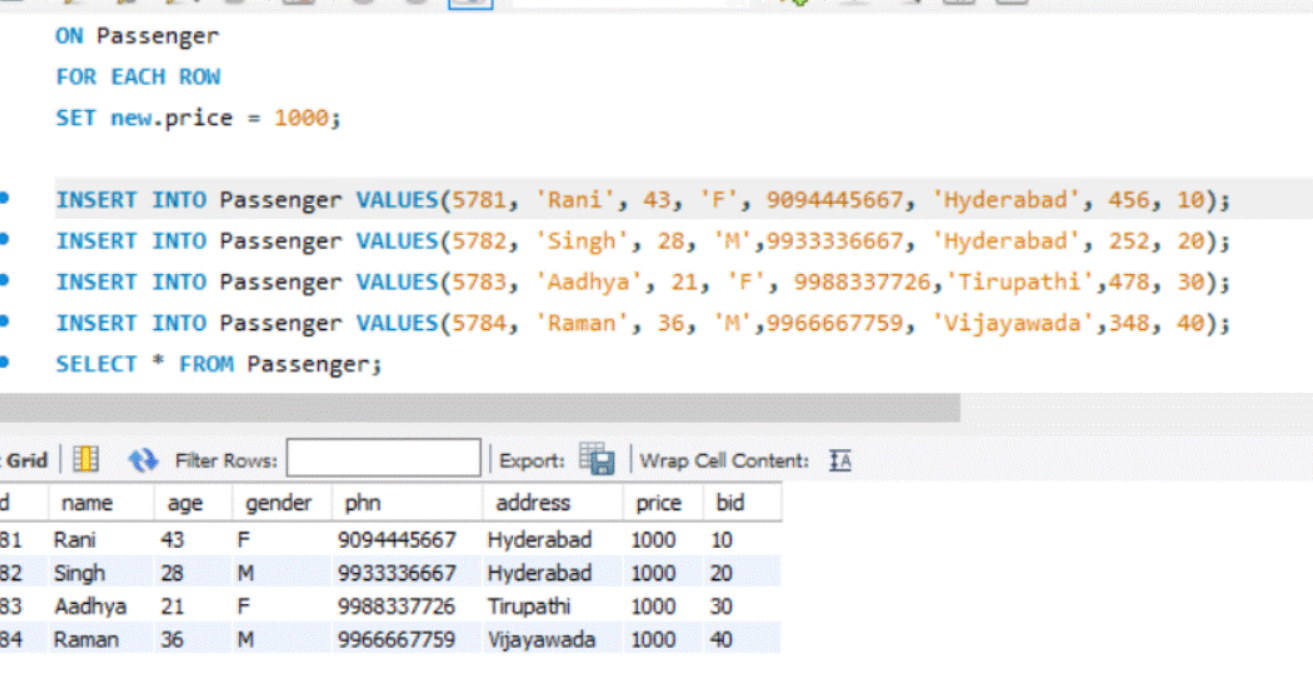 ON Passenger
FOR EACH ROW
SET new.price = 1000;
INSERT INTO Passenger VALUES(5781, 'Rani', 43, 'F', 9094445667, 'Hyderabad', 456, 10);
INSERT INTO Passenger VALUES(5782, 'Singh', 28, 'M',9933336667, 'Hyderabad', 252, 20);
INSERT INTO Passenger VALUES(5783, 'Aadhya', 21, 'F', 9988337726,'Tirupathi',478, 30);
INSERT INTO Passenger VALUES(5784, 'Raman', 36, 'M',9966667759, 'Vijayawada',348, 40);
SELECT * FROM Passenger;
Grid Filter Rows: Export: Wrap Cell Content: IA
d name age gender phn address price bid
81 Rani 43 F 9094445667 Hyderabad 1000 10
82 Singh 28 M 9933336667 Hyderabad 1000 20
83 Aadhya 21 F 9988337726 Tirupathi 1000 30
84 Raman 36 M 9966667759 Vijayawada 1000 40